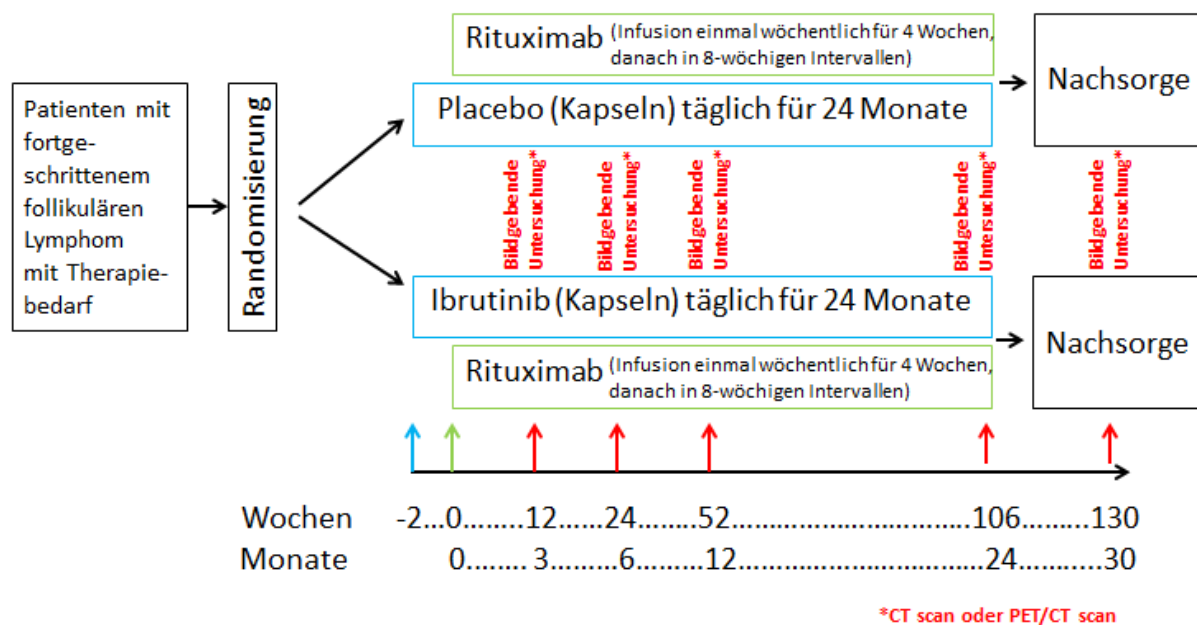 Patienten mit
fortge-
schrittenem
follikulären
Lymphom
mit Therapie-
bedarf
Randomisierung
Rituximab (Infusion einmal wöchentlich für 4 Wochen,
danach in 8-wöchigen Intervallen)
Placebo (Kapseln) täglich für 24 Monate
Nachsorge
Bildgebende
Untersuchung*
Bildgebende
Untersuchung*
Bildgebende
Untersuchung*
Bildgebende
Untersuchung*
Bildgebende
Untersuchung*
Ibrutinib (Kapseln) täglich für 24 Monate
Rituximab (Infusion einmal wöchentlich für 4 Wochen,
danach in 8-wöchigen Intervallen)
Nachsorge
Wochen -2...0........12......24.......52................................106.........130
Monate 0........ 3.......6........12.................................24...........30
*CT scan oder PET/CT scan